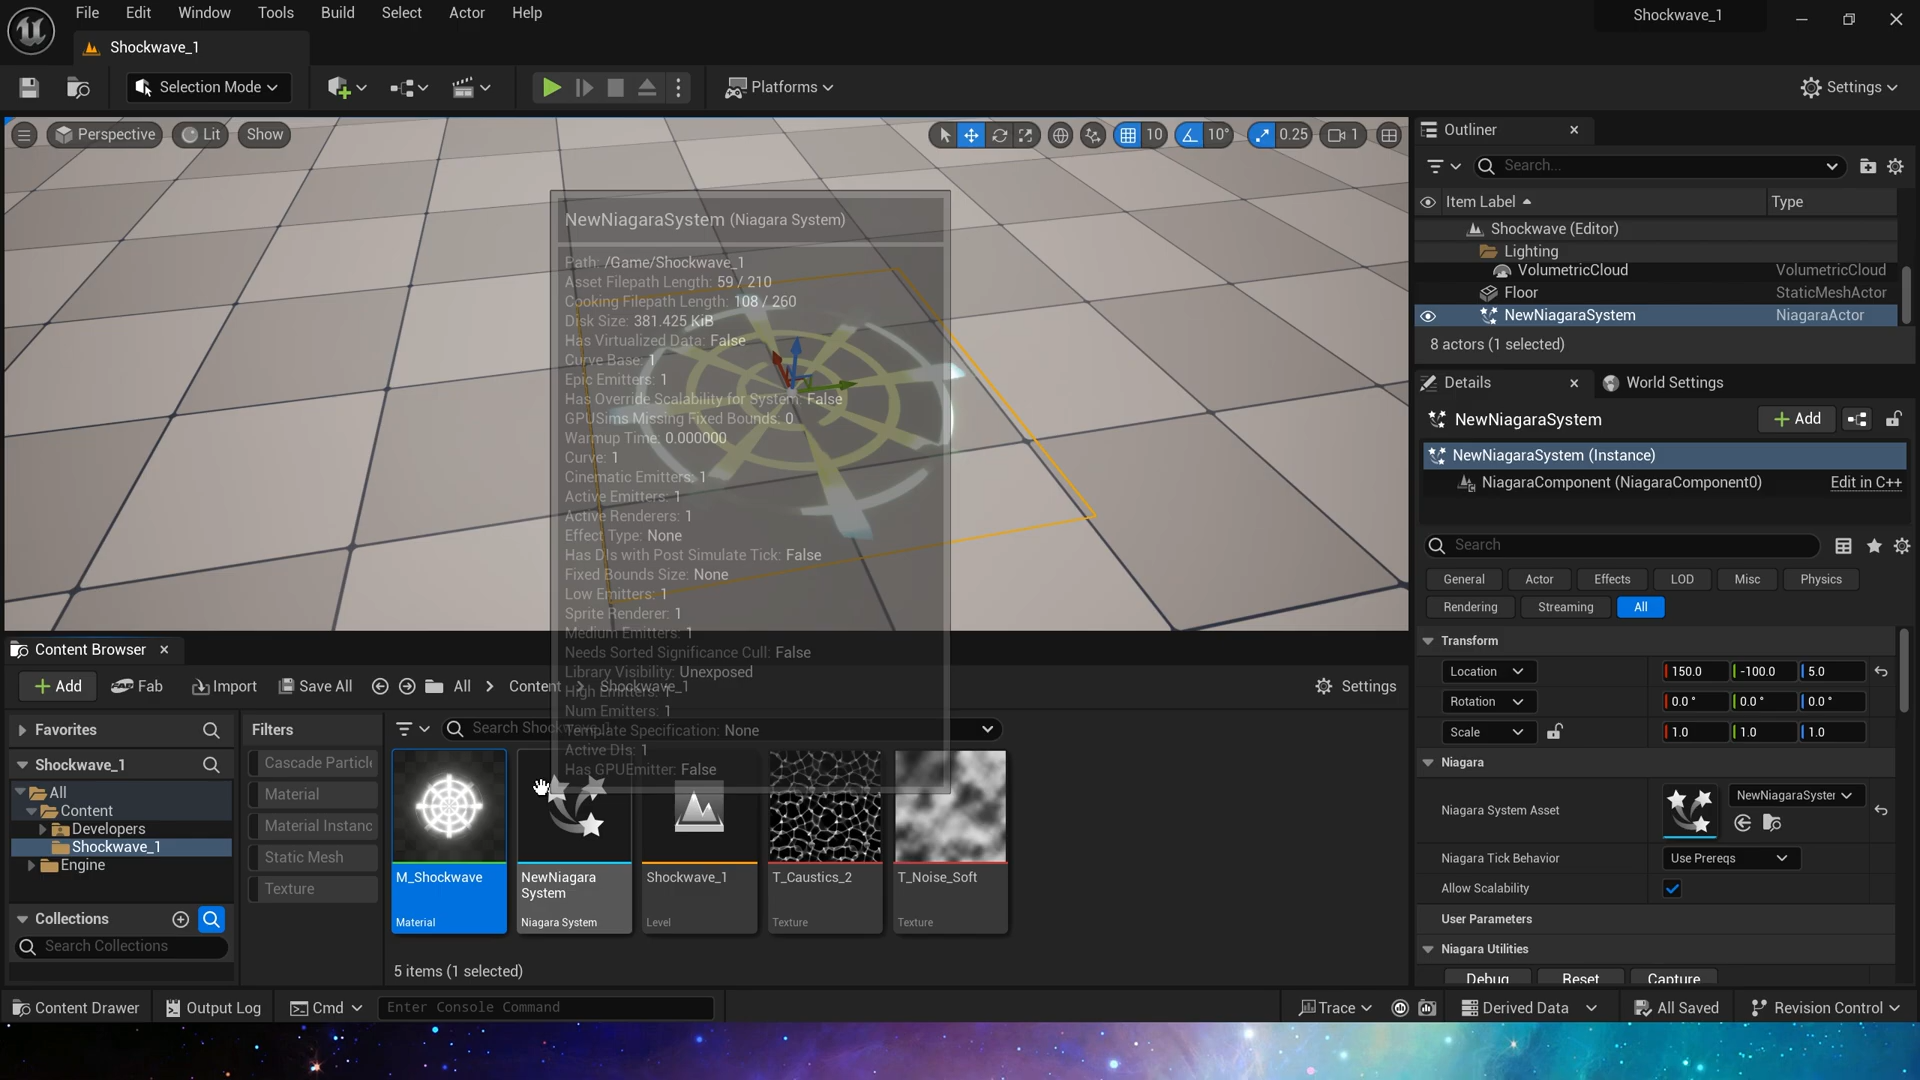 File Edit Window Tools Build Select Actor Help
Shockwave_1
Shockwave_1
Selection Mode
Platforms
Settings
Perspective Lit Show
10 10° 0.25 1
NewNiagaraSystem (Niagara System)
Path: /Game/Shockwave_1
Asset Filepath Length: 59 / 210
Cooking Filepath Length: 108 / 260
Disk Size: 381.425 KiB
Has Virtualized Data: False
Curve Base: 1
Epic Emitters: 1
Has Override Scalability for System: False
GPUSims Missing Fixed Bounds: 0
Warmup Time: 0.000000
Curve: 1
Cinematic Emitters: 1
Active Emitters: 1
Active Renderers: 1
Effect Type: None
Has DIs with Post Simulate Tick: False
Fixed Bounds Size: None
Low Emitters: 1
Sprite Renderer: 1
Medium Emitters: 1
Needs Sorted Significance Cull: False
Library Visibility: Unexposed
High Emitters: 1
Num Emitters: 1
Template Specification: None
Active DIs: 1
Has GPUEmitter: False
Outliner
Search...
Item Label Type
Shockwave (Editor)
Lighting
VolumetricCloud VolumetricCloud
Floor StaticMeshActor
NewNiagaraSystem NiagaraActor
8 actors (1 selected)
Details World Settings
NewNiagaraSystem
Add
NewNiagaraSystem (Instance)
NiagaraComponent (NiagaraComponent0) Edit in C++
Search
General Actor Effects LOD Misc Physics
Rendering Streaming All
Transform
Location 150.0 -100.0 5.0
Rotation 0.0 ° 0.0 ° 0.0 °
Scale 1.0 1.0 1.0
Niagara
Niagara System Asset NewNiagaraSyster
Niagara Tick Behavior Use Prereqs
Allow Scalability
User Parameters
Niagara Utilities
Debug Reset Capture
Content Browser
Add Fab Import Save All All Content Shockwave_1 Settings
Favorites
Shockwave_1
All
Content
Developers
Shockwave_1
Engine
Collections
Search Collections
Filters
Cascade Particle
Material
Material Instanc
Static Mesh
Texture
Search Shockwave_1
M_Shockwave
Material
NewNiagara
System
Niagara System
Shockwave_1
Level
T_Caustics_2
Texture
T_Noise_Soft
Texture
5 items (1 selected)
Content Drawer Output Log Cmd Enter Console Command Trace Derived Data All Saved Revision Control